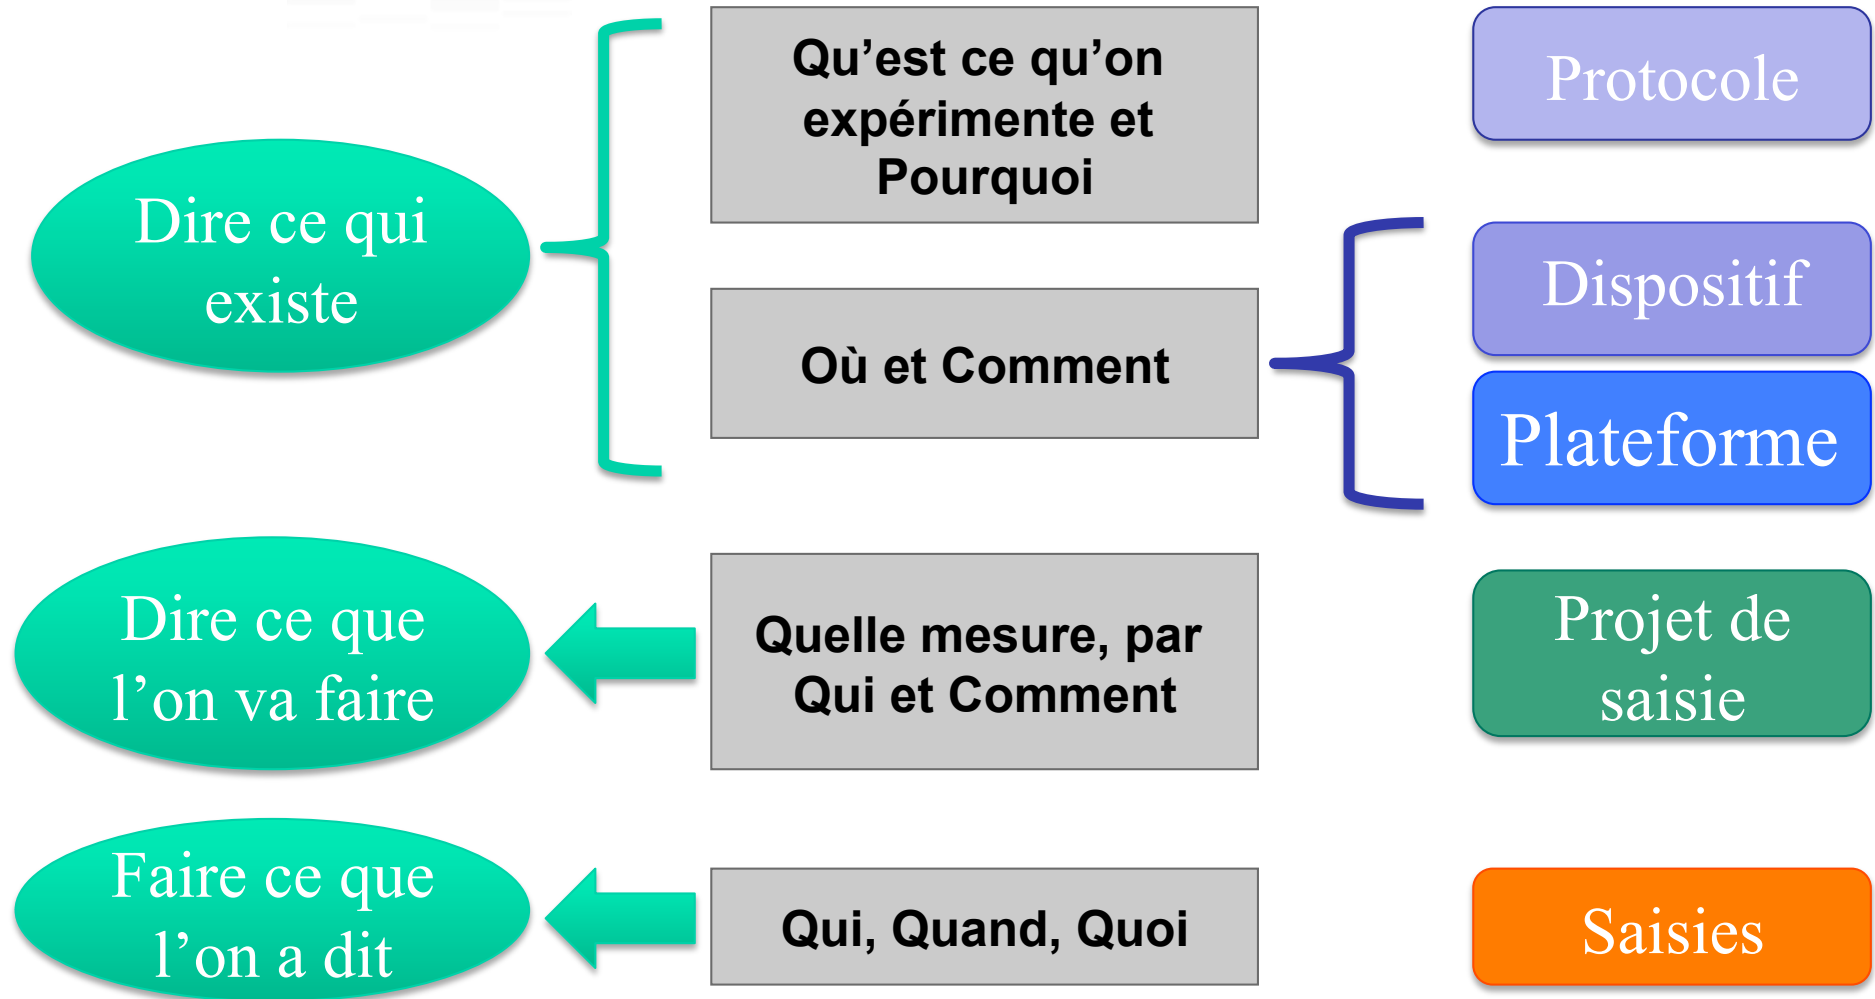 Qu’est ce qu’on
expérimente et
Pourquoi
Protocole
Dire ce qui
existe
Dispositif
Où et Comment
Plateforme
Dire ce que
l’on va faire
Quelle mesure, par
Qui et Comment
Projet de
saisie
Faire ce que
l’on a dit
Qui, Quand, Quoi
Saisies